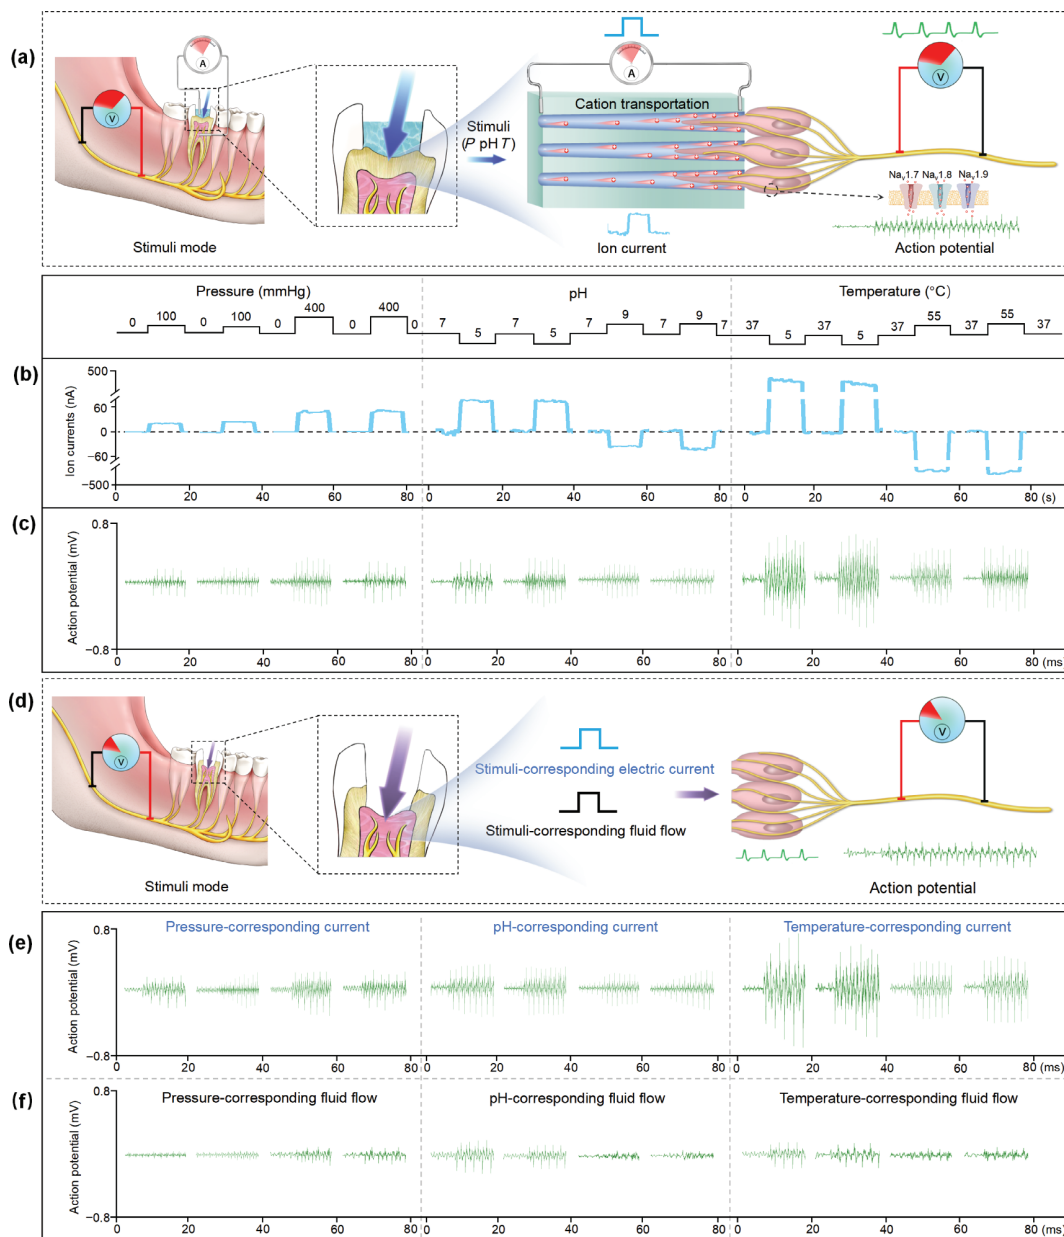 (a)
A
V
Stimuli mode
Stimuli
(P pH T)
A
Cation transportation
Ion current
V
Nav1.7 Nav1.8 Nav1.9
Action potential
Pressure (mmHg) pH Temperature (°C)
0 100 0 100 0 400 0 400 0 7 5 7 5 7 9 7 9 7 37 5 37 5 37 55 37 55 37
(b)
Ion currents (nA)
500
60
0
−60
−500
0 20 40 60 80 0 20 40 60 80 0 20 40 60 80 (s)
(c)
Action potential (mV)
0.8
−0.8
0 20 40 60 80 0 20 40 60 80 0 20 40 60 80 (ms)
(d)
V
Stimuli mode
Stimuli-corresponding electric current
Stimuli-corresponding fluid flow
V
Action potential
(e)
Pressure-corresponding current pH-corresponding current Temperature-corresponding current
Action potential (mV)
0.8
−0.8
0 20 40 60 80 0 20 40 60 80 0 20 40 60 80 (ms)
(f)
Pressure-corresponding fluid flow pH-corresponding fluid flow Temperature-corresponding fluid flow
Action potential (mV)
0.8
−0.8
0 20 40 60 80 0 20 40 60 80 0 20 40 60 80 (ms)